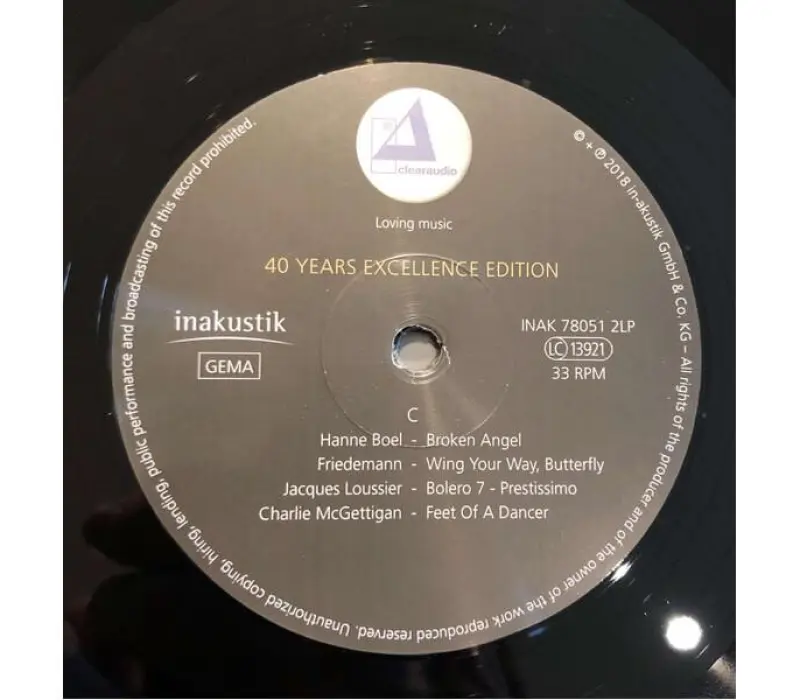 clearaudio
Loving music
40 YEARS EXCELLENCE EDITION
inakustik
GEMA
INAK 78051 2LP
LC 13921
33 RPM
C
Hanne Boel - Broken Angel
Friedemann - Wing Your Way, Butterfly
Jacques Loussier - Bolero 7 - Prestissimo
Charlie McGettigan - Feet Of A Dancer
© + ℗ 2018 in-akustik GmbH & Co. KG – All rights of the producer and of the owner of the work reproduced reserved. Unauthorized copying, hiring, lending, public performance and broadcasting of this record prohibited.